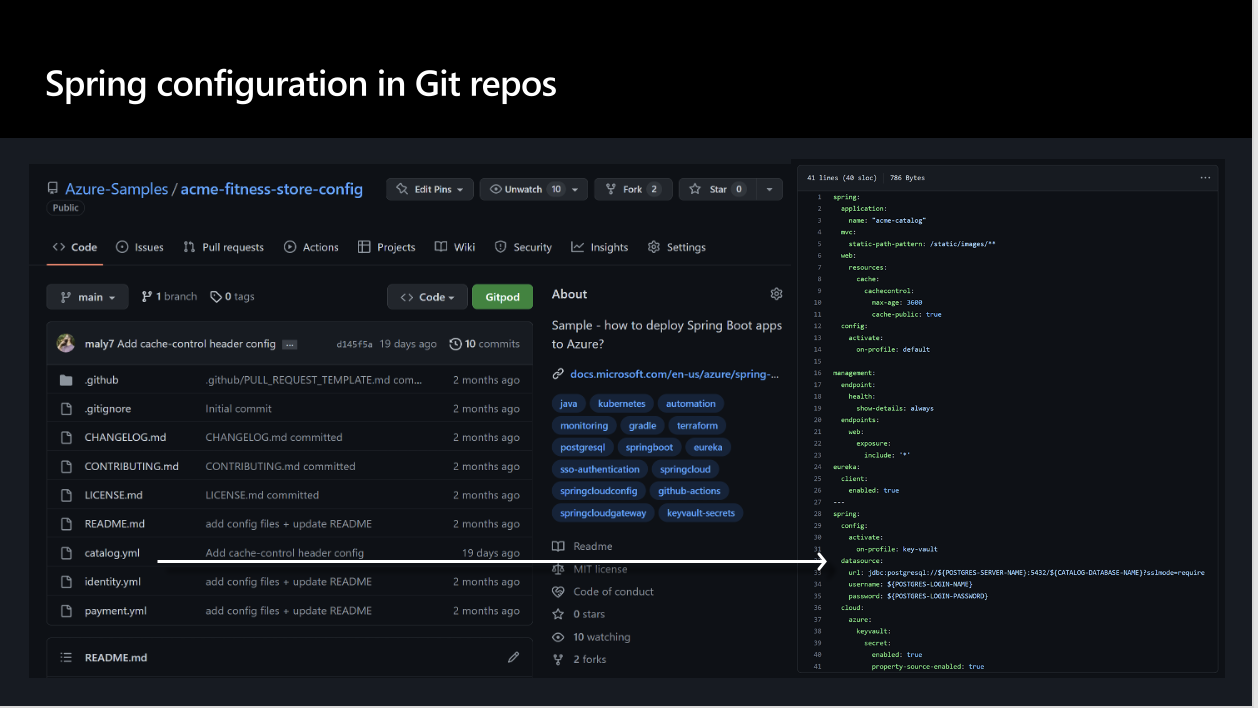 Spring configuration in Git repos
Azure-Samples / acme-fitness-store-config
Edit Pins
Unwatch 10
Fork 2
Star 0
Public
Code
Issues
Pull requests
Actions
Projects
Wiki
Security
Insights
Settings
main
1 branch
0 tags
Code
Gitpod
maly7 Add cache-control header config ... d145f5a 19 days ago 10 commits
.github .github/PULL_REQUEST_TEMPLATE.md com... 2 months ago
.gitignore Initial commit 2 months ago
CHANGELOG.md CHANGELOG.md committed 2 months ago
CONTRIBUTING.md CONTRIBUTING.md committed 2 months ago
LICENSE.md LICENSE.md committed 2 months ago
README.md add config files + update README 2 months ago
catalog.yml Add cache-control header config 19 days ago
identity.yml add config files + update README 2 months ago
payment.yml add config files + update README 2 months ago
README.md
About
Sample - how to deploy Spring Boot apps
to Azure?
docs.microsoft.com/en-us/azure/spring-...
java kubernetes automation
monitoring gradle terraform
postgresql springboot eureka
sso-authentication springcloud
springcloudconfig github-actions
springcloudgateway keyvault-secrets
Readme
MIT license
Code of conduct
0 stars
10 watching
2 forks
41 lines (40 sloc) 786 Bytes ...
1 spring:
2 application:
3 name: "acme-catalog"
4 mvc:
5 static-path-pattern: /static/images/**
6 web:
7 resources:
8 cache:
9 cachecontrol:
10 max-age: 3600
11 cache-public: true
12 config:
13 activate:
14 on-profile: default
15
16 management:
17 endpoint:
18 health:
19 show-details: always
20 endpoints:
21 web:
22 exposure:
23 include: '*'
24 eureka:
25 client:
26 enabled: true
27 ---
28 spring:
29 config:
30 activate:
31 on-profile: key-vault
datasource:
33 url: jdbc:postgresql://${POSTGRES-SERVER-NAME}:5432/${CATALOG-DATABASE-NAME}?sslmode=require
34 username: ${POSTGRES-LOGIN-NAME}
35 password: ${POSTGRES-LOGIN-PASSWORD}
36 cloud:
37 azure:
38 keyvault:
39 secret:
40 enabled: true
41 property-source-enabled: true